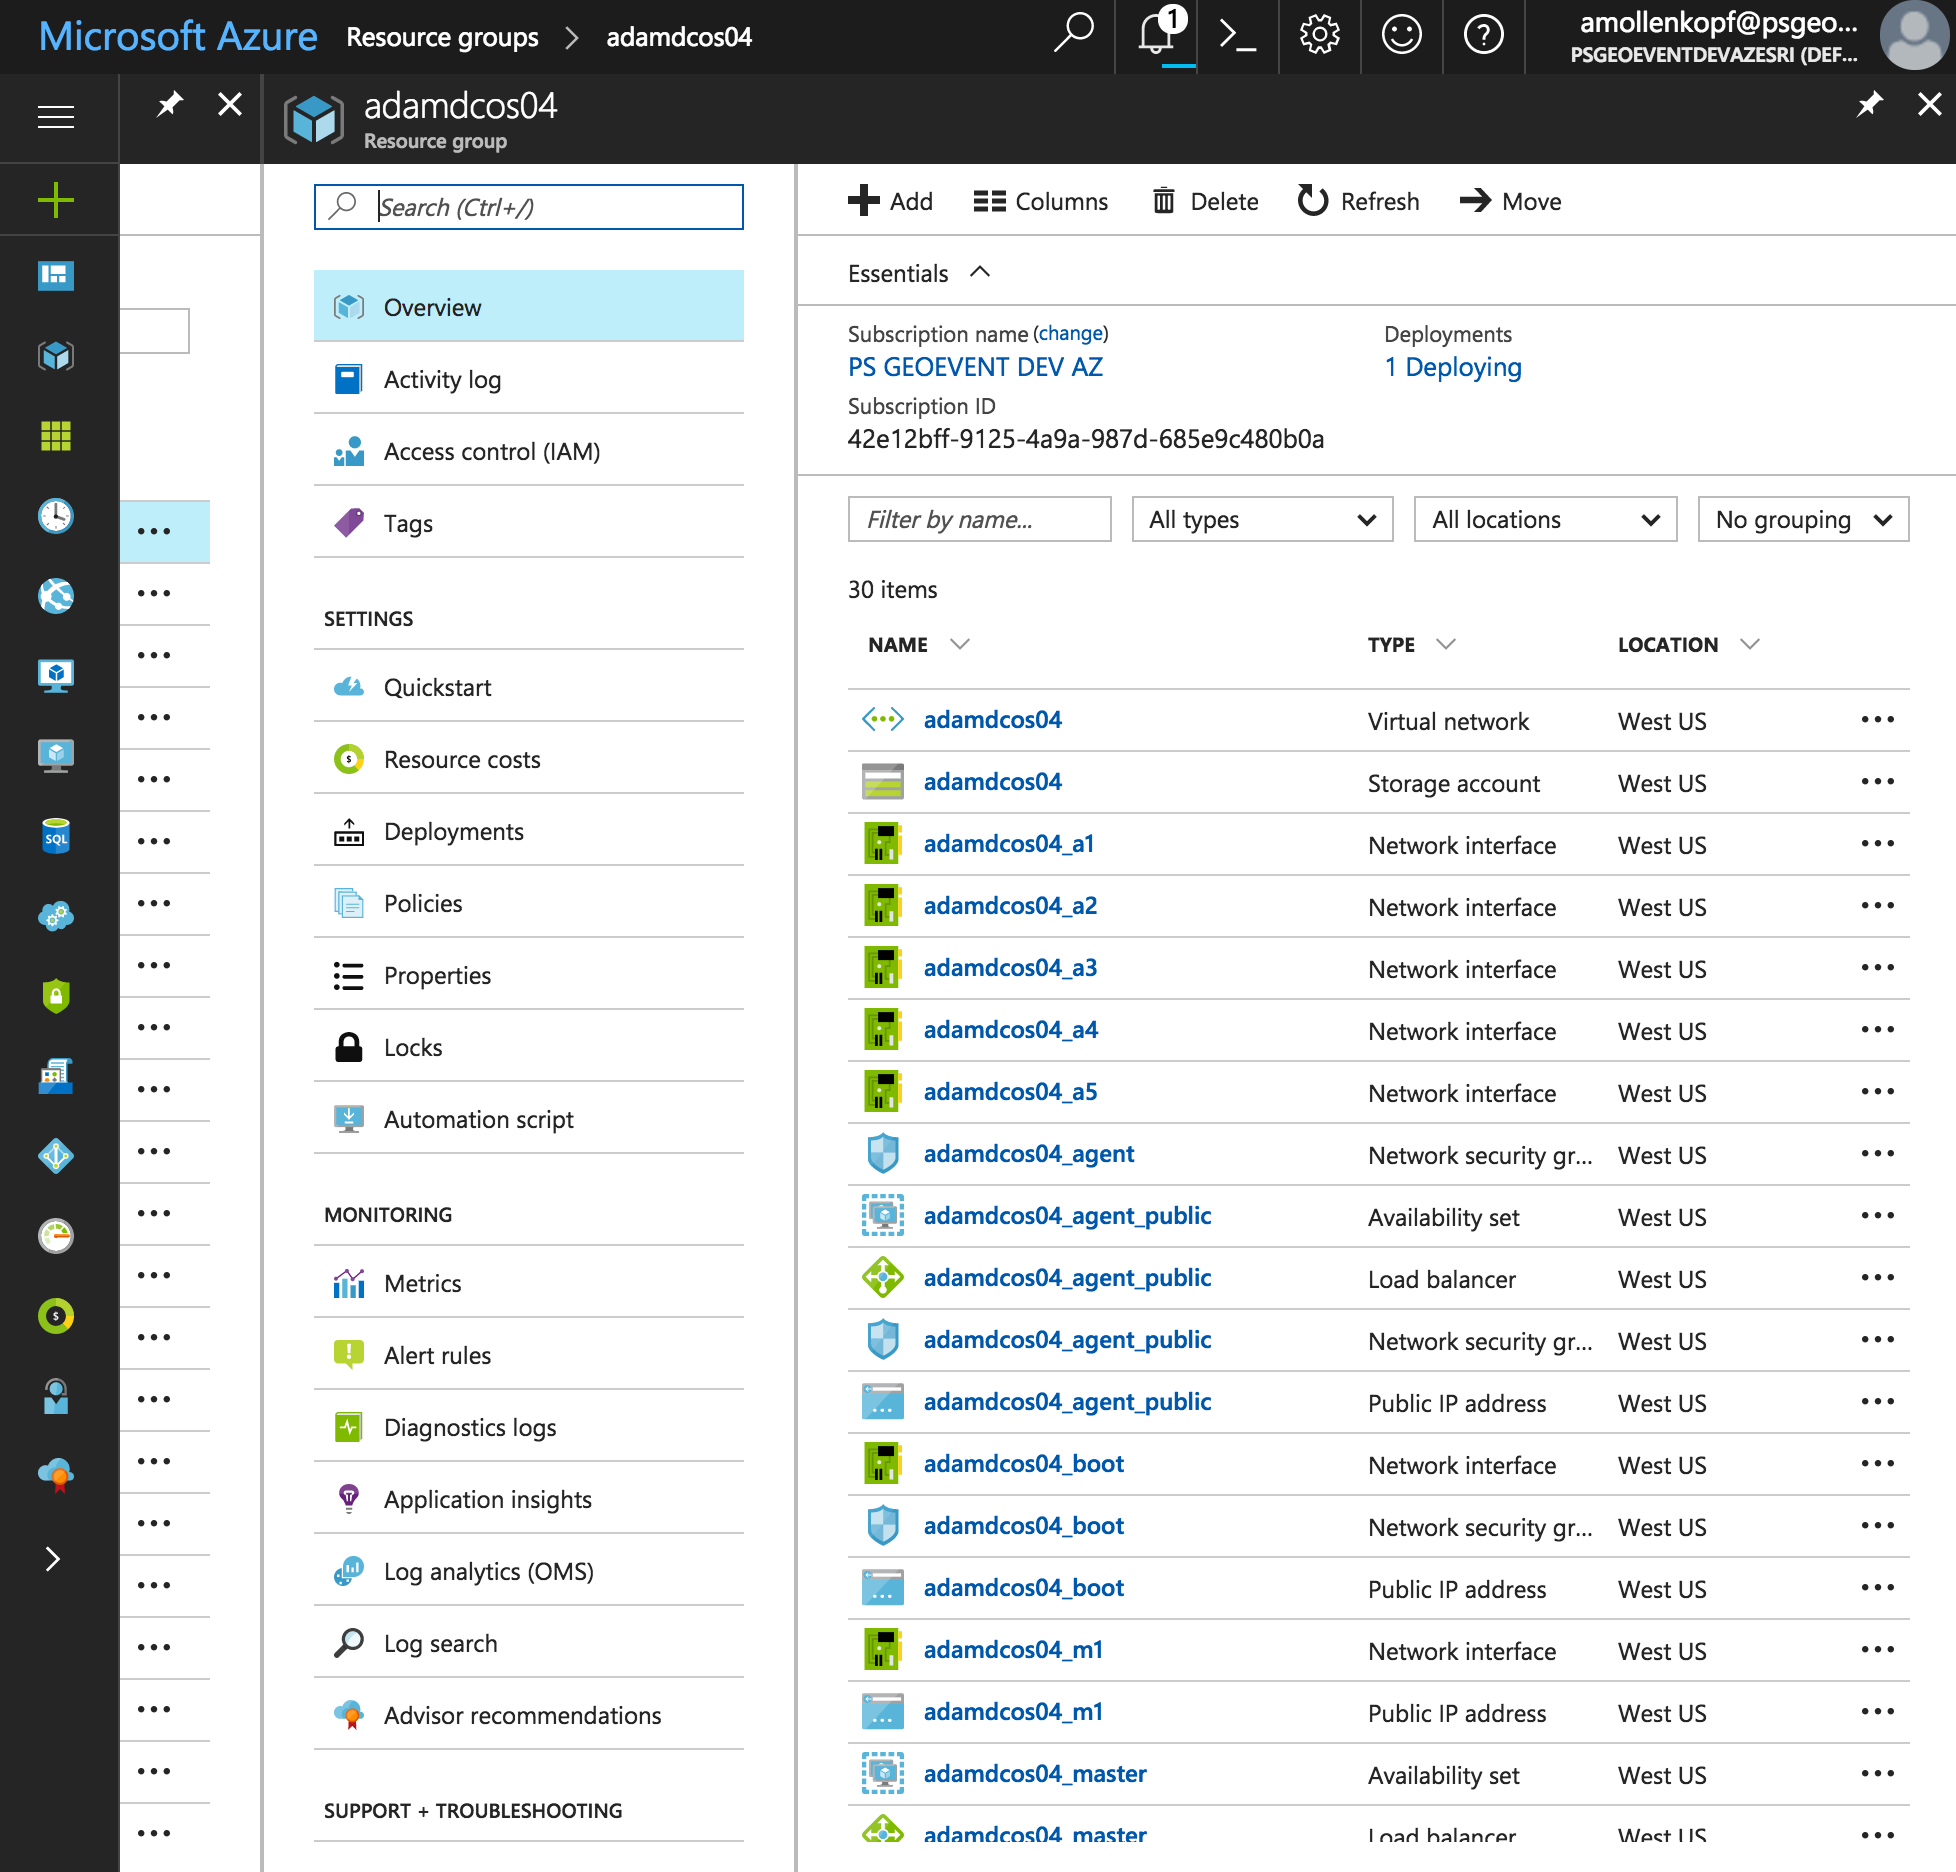 Microsoft Azure Resource groups > adamdcos04
1
amollenkopf@psgeo...
PSGEOEVENTDEVAZESRI (DEF...
adamdcos04
Resource group
Search (Ctrl+/)
Overview
Activity log
Access control (IAM)
Tags
SETTINGS
Quickstart
Resource costs
Deployments
Policies
Properties
Locks
Automation script
MONITORING
Metrics
Alert rules
Diagnostics logs
Application insights
Log analytics (OMS)
Log search
Advisor recommendations
SUPPORT + TROUBLESHOOTING
SQL
Add Columns Delete Refresh Move
Essentials
Subscription name (change) Deployments
PS GEOEVENT DEV AZ 1 Deploying
Subscription ID
42e12bff-9125-4a9a-987d-685e9c480b0a
Filter by name... All types All locations No grouping
30 items
NAME TYPE LOCATION
adamdcos04 Virtual network West US
adamdcos04 Storage account West US
adamdcos04_a1 Network interface West US
adamdcos04_a2 Network interface West US
adamdcos04_a3 Network interface West US
adamdcos04_a4 Network interface West US
adamdcos04_a5 Network interface West US
adamdcos04_agent Network security gr... West US
adamdcos04_agent_public Availability set West US
adamdcos04_agent_public Load balancer West US
adamdcos04_agent_public Network security gr... West US
adamdcos04_agent_public Public IP address West US
adamdcos04_boot Network interface West US
adamdcos04_boot Network security gr... West US
adamdcos04_boot Public IP address West US
adamdcos04_m1 Network interface West US
adamdcos04_m1 Public IP address West US
adamdcos04_master Availability set West US
adamdcos04_master Load balancer West US